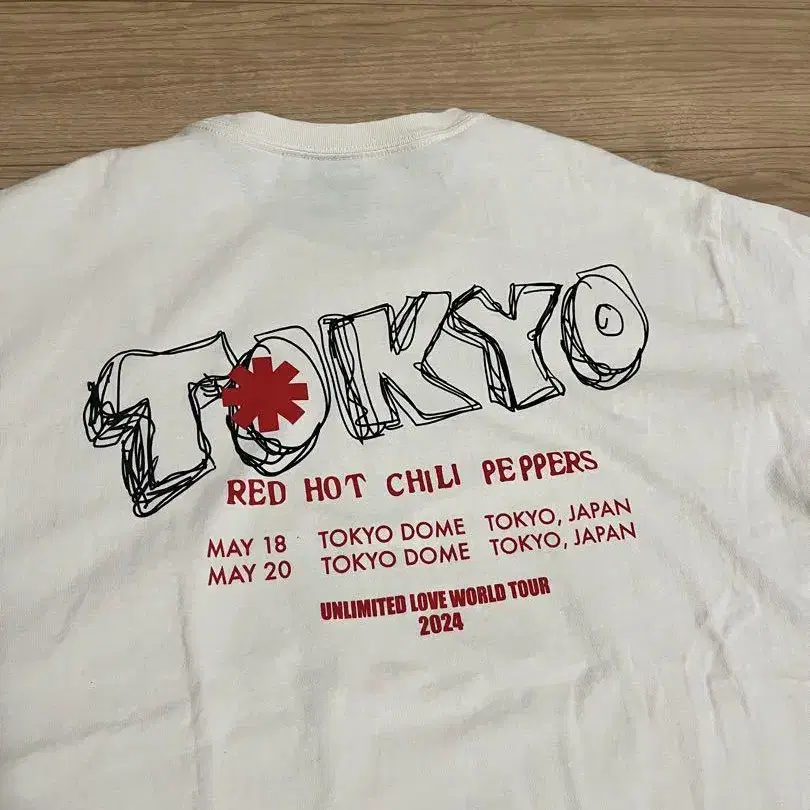 TOKYO
RED HOT CHILI PEPPERS
MAY 18 TOKYO DOME TOKYO, JAPAN
MAY 20 TOKYO DOME TOKYO, JAPAN
UNLIMITED LOVE WORLD TOUR
2024